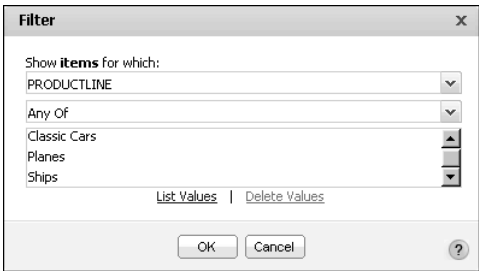 Filter x
Show items for which:
PRODUCTLINE
Any Of
Classic Cars
Planes
Ships
List Values | Delete Values
OK Cancel ?